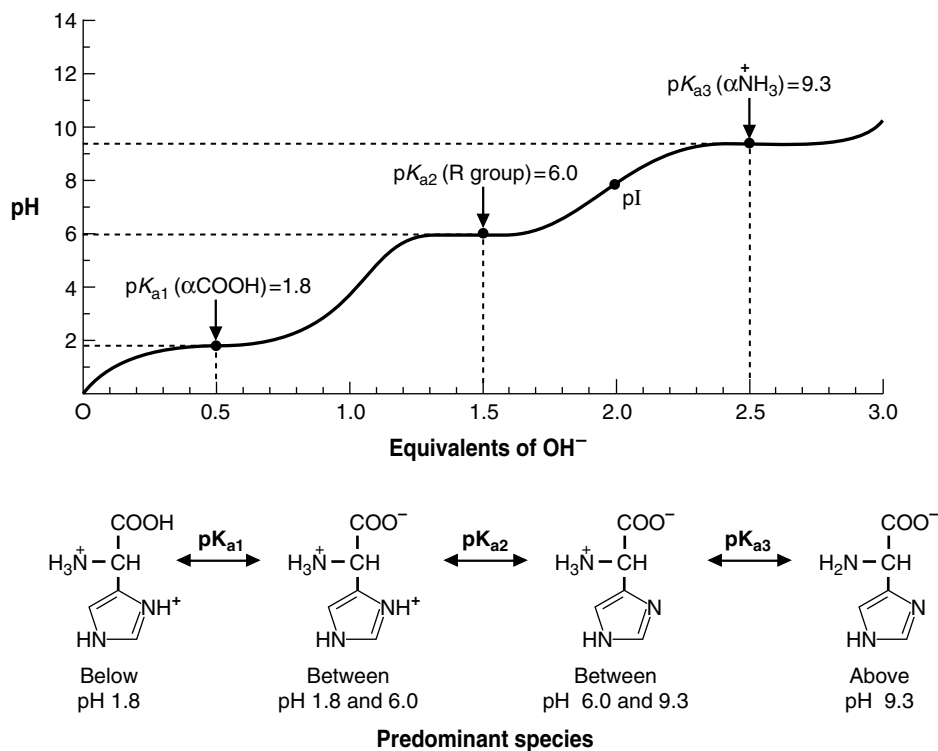 14
12
10
8
6
4
2
pH
pKa3 (αN⁺H3)=9.3
pKa2 (R group)=6.0
pI
pKa1 (αCOOH)=1.8
O 0.5 1.0 1.5 2.0 2.5 3.0
Equivalents of OH⁻
COOH COO⁻ COO⁻ COO⁻
pKa1 pKa2 pKa3
H3N⁺ CH H3N⁺ CH H3N⁺ CH H2N CH
NH⁺ NH⁺ N N
HN HN HN HN
Below Between Between Above
pH 1.8 pH 1.8 and 6.0 pH 6.0 and 9.3 pH 9.3
Predominant species